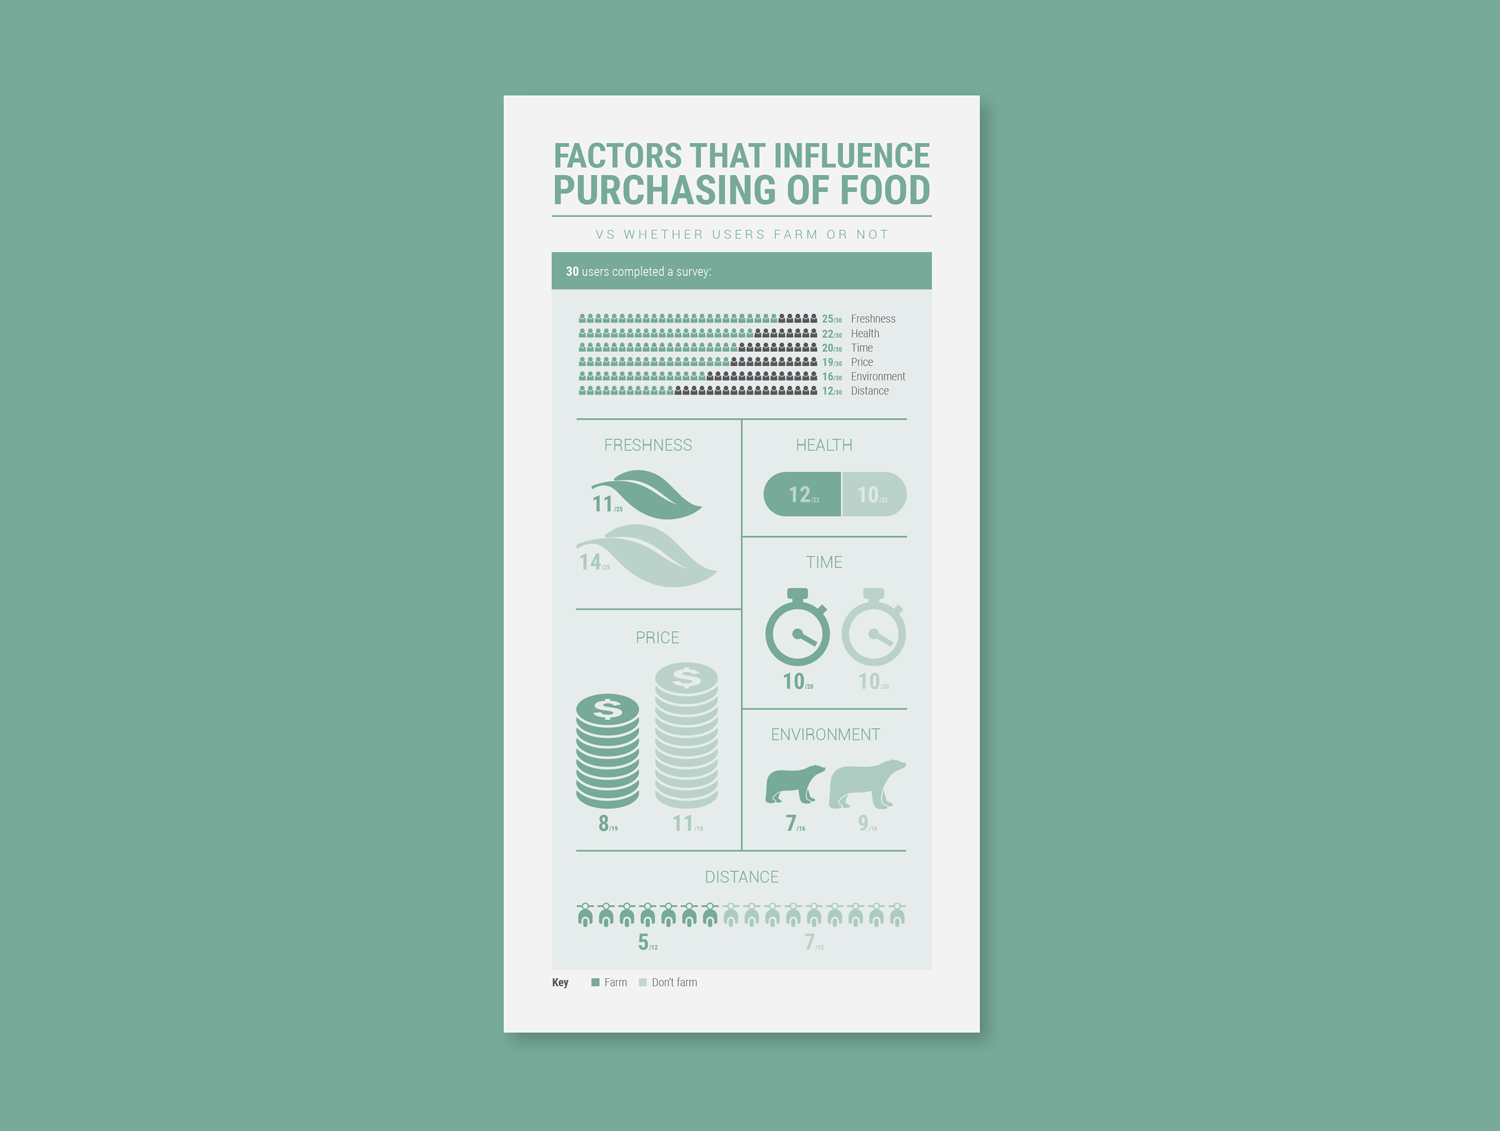 FACTORS THAT INFLUENCE
PURCHASING OF FOOD
VS WHETHER USERS FARM OR NOT
30 users completed a survey:
25/30 Freshness
22/30 Health
20/30 Time
19/30 Price
16/30 Environment
12/30 Distance
FRESHNESS
11/25
14/25
HEALTH
12/22 10/22
TIME
10/20 10/20
PRICE
$ $
8/19 11/19
ENVIRONMENT
7/16 9/16
DISTANCE
5/12 7/12
Key Farm Don't farm